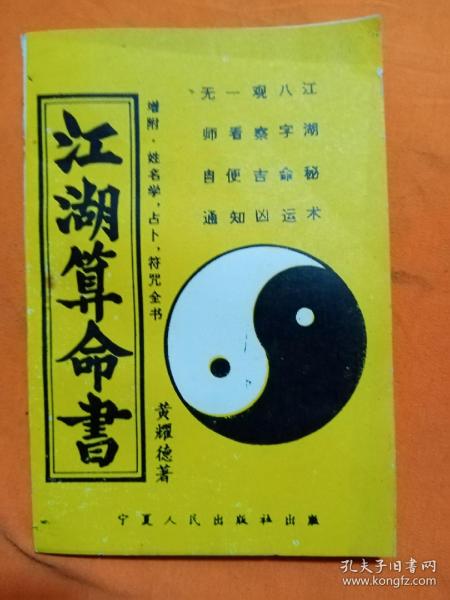 江湖秘术
八字命运
观察吉凶
一看便知
无师自通
增附·姓名学,占卜,符咒全书
江湖算命書
黄耀德著
宁夏人民出版社出版
孔夫子旧书网
www.kongfz.com